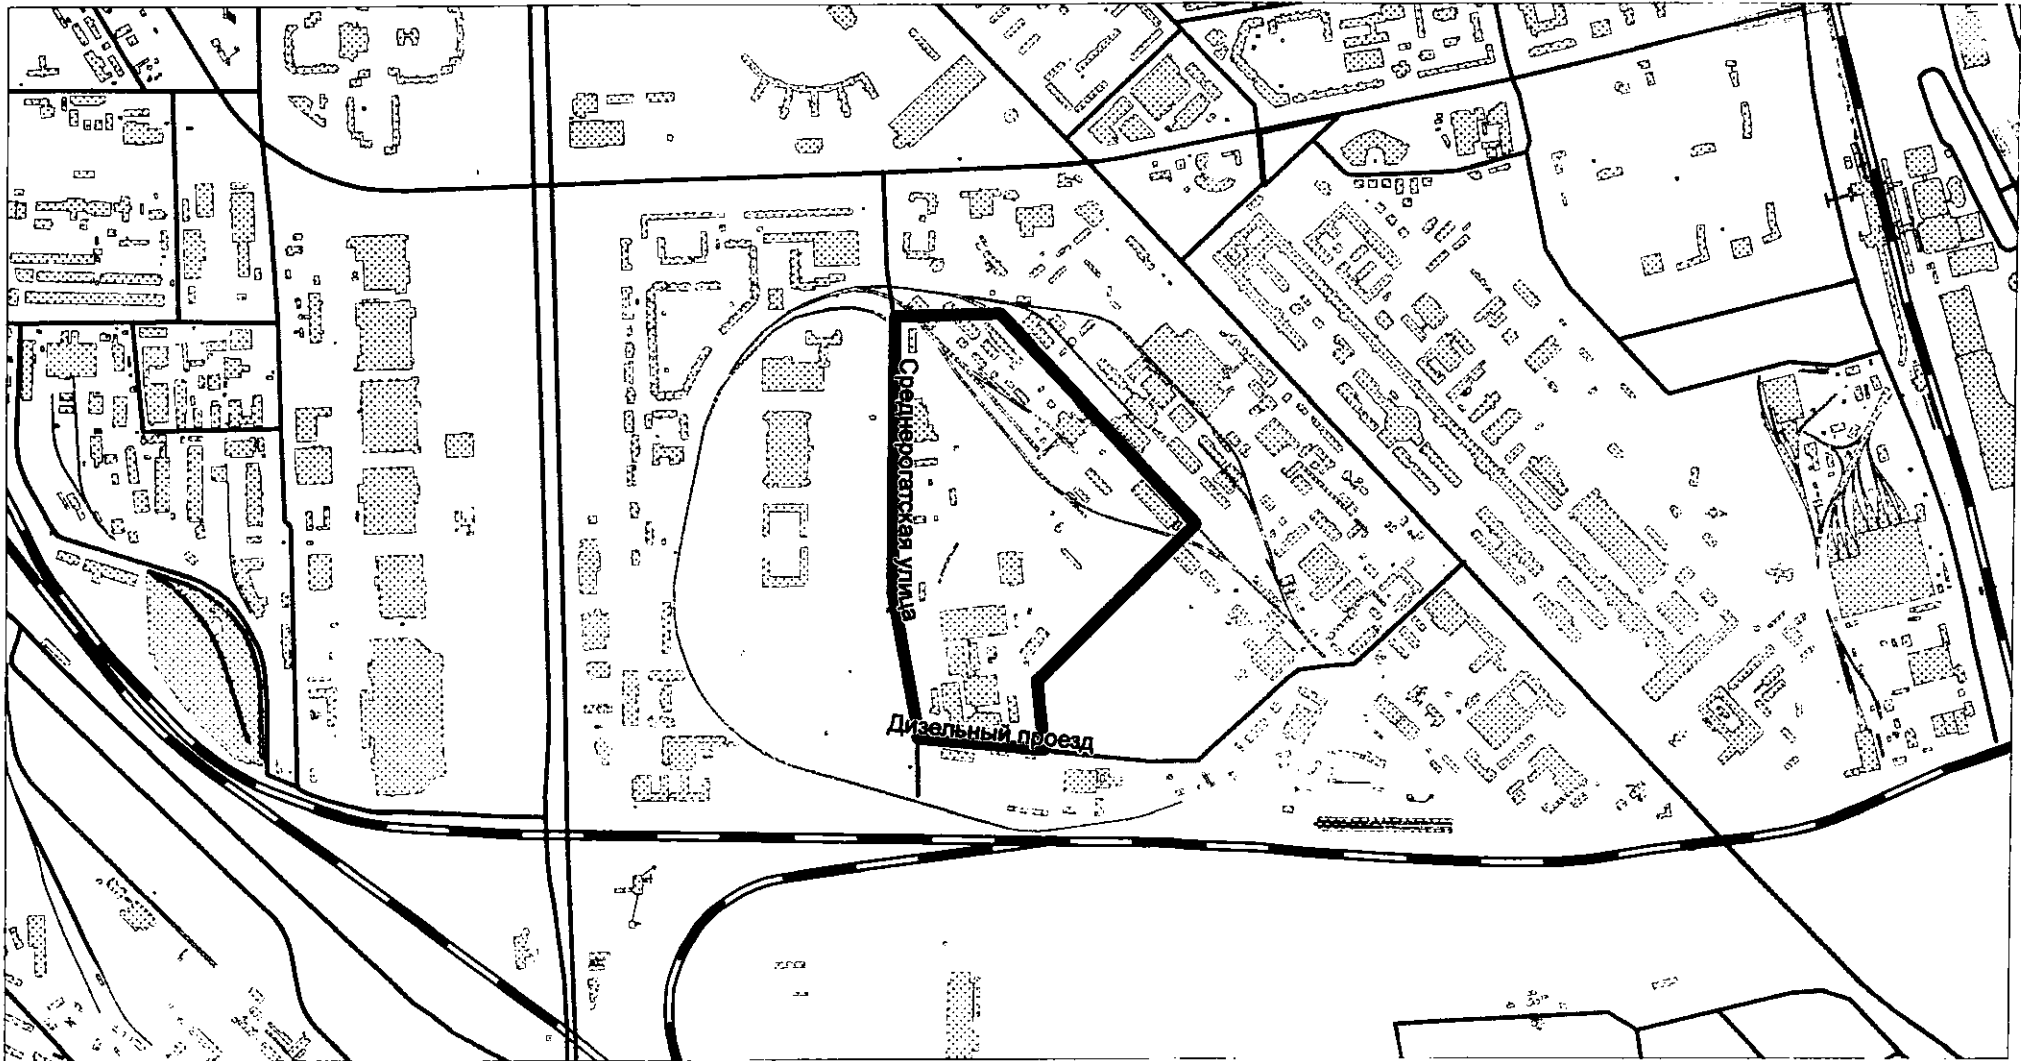 Среднерогатская улица
Дизельный проезд